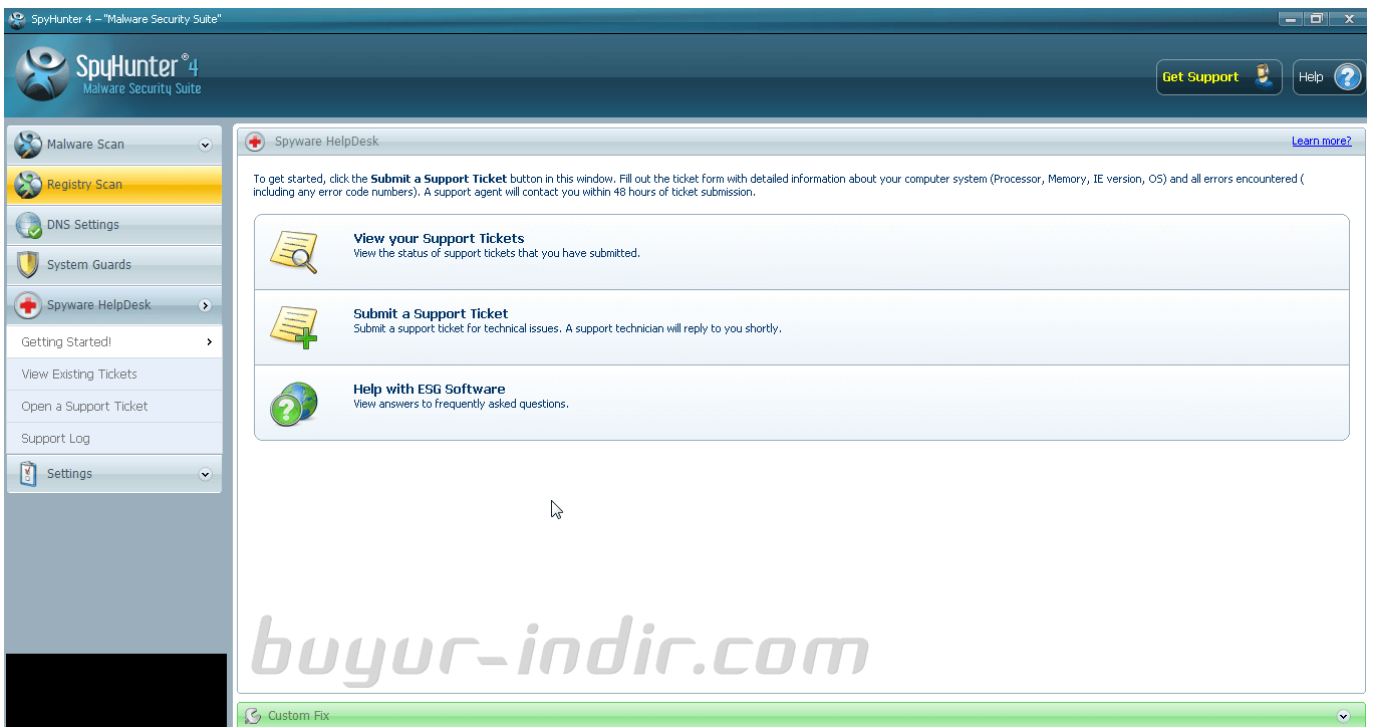 SpyHunter 4 – "Malware Security Suite"
SpyHunter ® 4
Malware Security Suite
Get Support
Help
Malware Scan
Registry Scan
DNS Settings
System Guards
Spyware HelpDesk
Getting Started!
View Existing Tickets
Open a Support Ticket
Support Log
Settings
Spyware HelpDesk
Learn more?
To get started, click the Submit a Support Ticket button in this window. Fill out the ticket form with detailed information about your computer system (Processor, Memory, IE version, OS) and all errors encountered (
including any error code numbers). A support agent will contact you within 48 hours of ticket submission.
View your Support Tickets
View the status of support tickets that you have submitted.
Submit a Support Ticket
Submit a support ticket for technical issues. A support technician will reply to you shortly.
Help with ESG Software
View answers to frequently asked questions.
buyur-indir.com
Custom Fix